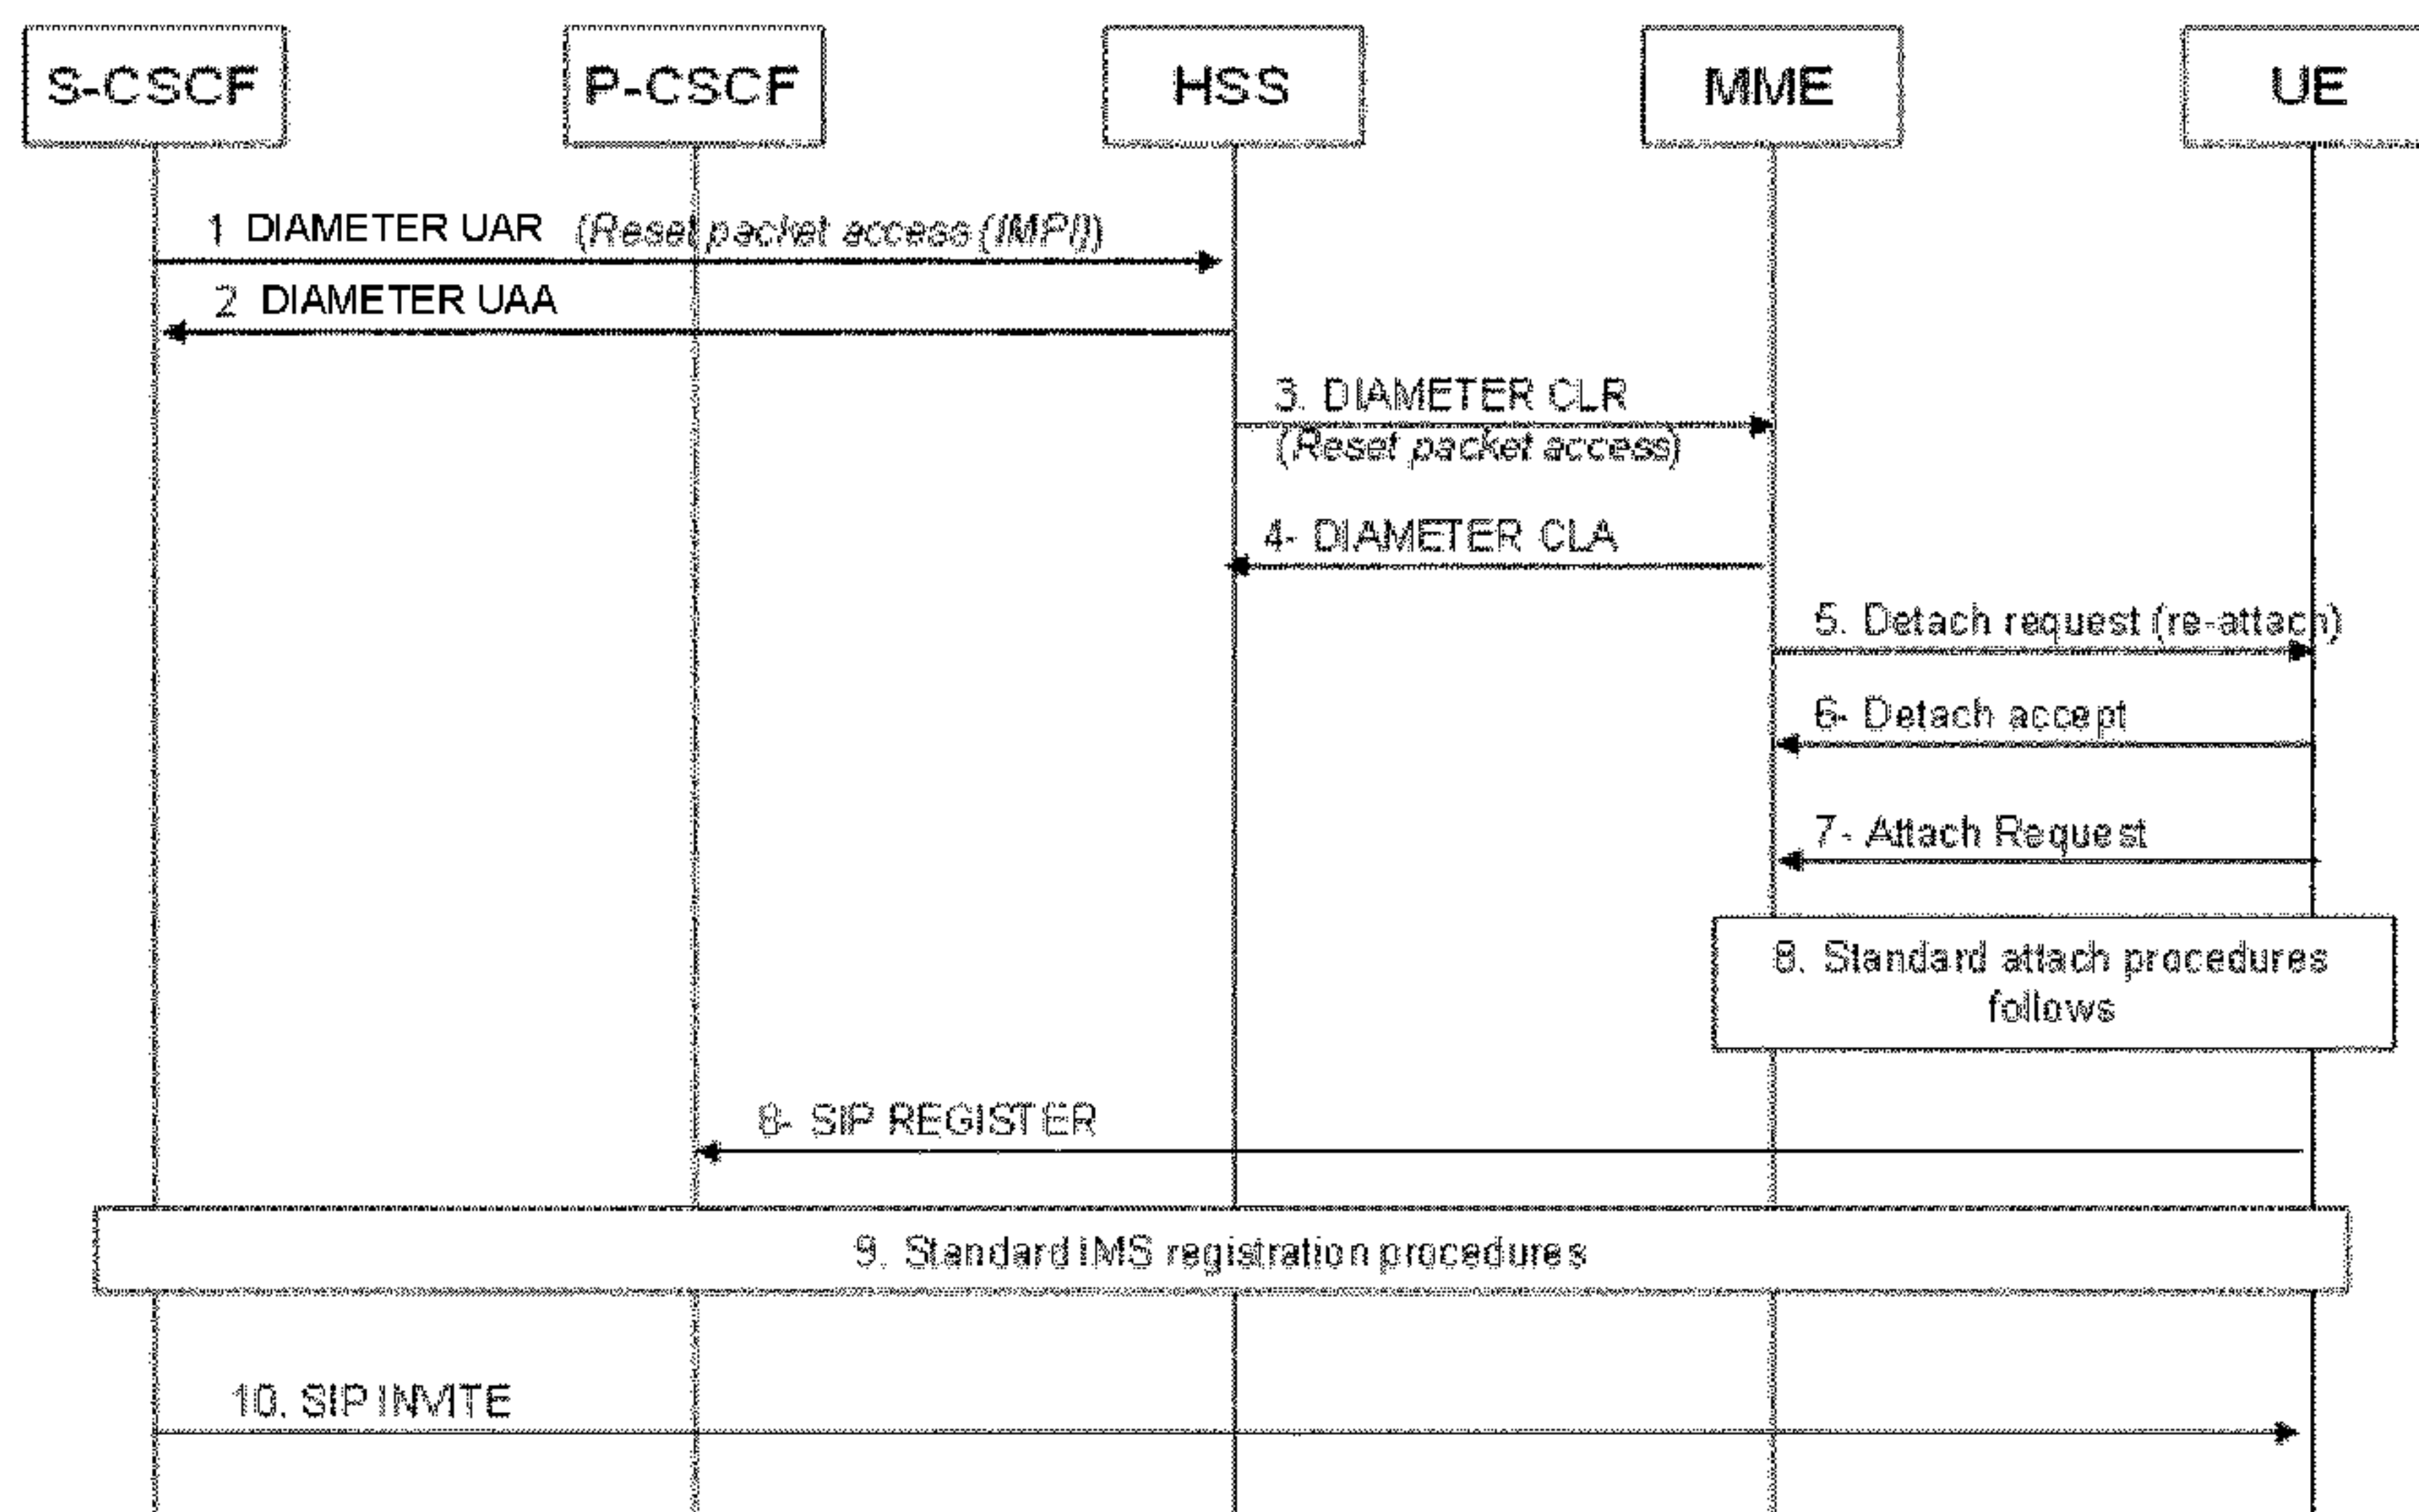 S-CSCF P-CSCF HSS MME UE
1 DIAMETER UAR (Reset packet access (IMPI))
2 DIAMETER UAA
3. DIAMETER CLR
(Reset packet access)
4- DIAMETER CLA
5. Detach request (re-attach)
6- Detach accept
7- Attach Request
8. Standard attach procedures
follows
8- SIP REGISTER
9. Standard IMS registration procedures
10. SIP INVITE